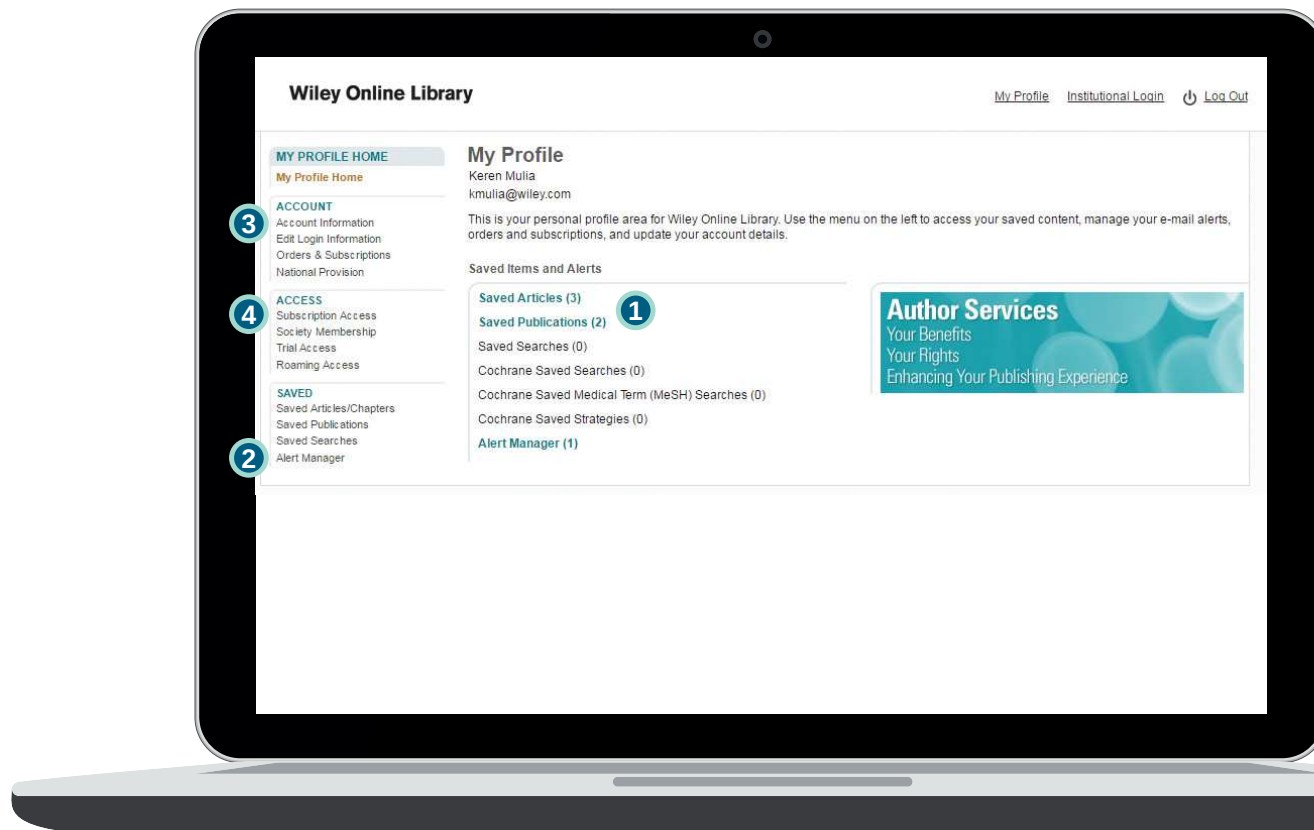 Wiley Online Library
My Profile Institutional Login Log Out
MY PROFILE HOME
My Profile Home
3
ACCOUNT
Account Information
Edit Login Information
Orders & Subscriptions
National Provision
4
ACCESS
Subscription Access
Society Membership
Trial Access
Roaming Access
SAVED
Saved Articles/Chapters
Saved Publications
Saved Searches
2
Alert Manager
My Profile
Keren Mulia
kmulia@wiley.com
This is your personal profile area for Wiley Online Library. Use the menu on the left to access your saved content, manage your e-mail alerts,
orders and subscriptions, and update your account details.
Saved Items and Alerts
Saved Articles (3)
1
Saved Publications (2)
Saved Searches (0)
Cochrane Saved Searches (0)
Cochrane Saved Medical Term (MeSH) Searches (0)
Cochrane Saved Strategies (0)
Alert Manager (1)
Author Services
Your Benefits
Your Rights
Enhancing Your Publishing Experience